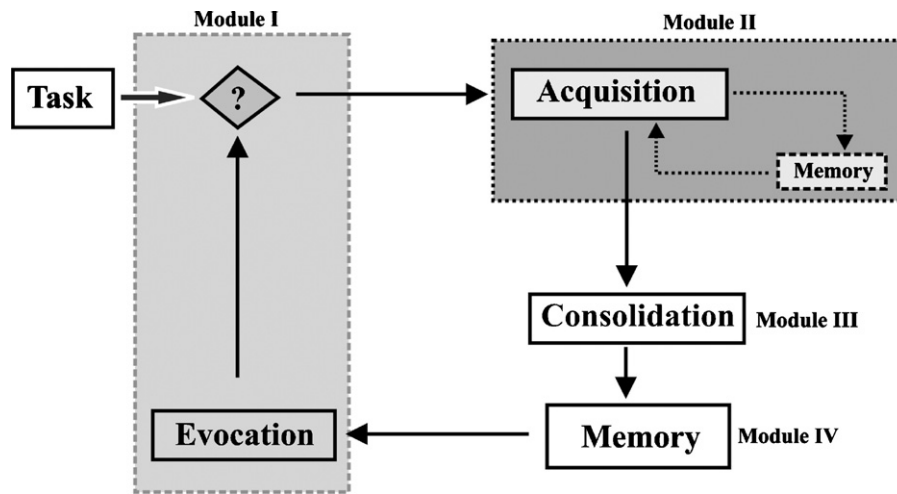 Module I
Module II
Task
?
Acquisition
Memory
Consolidation
Module III
Evocation
Memory
Module IV